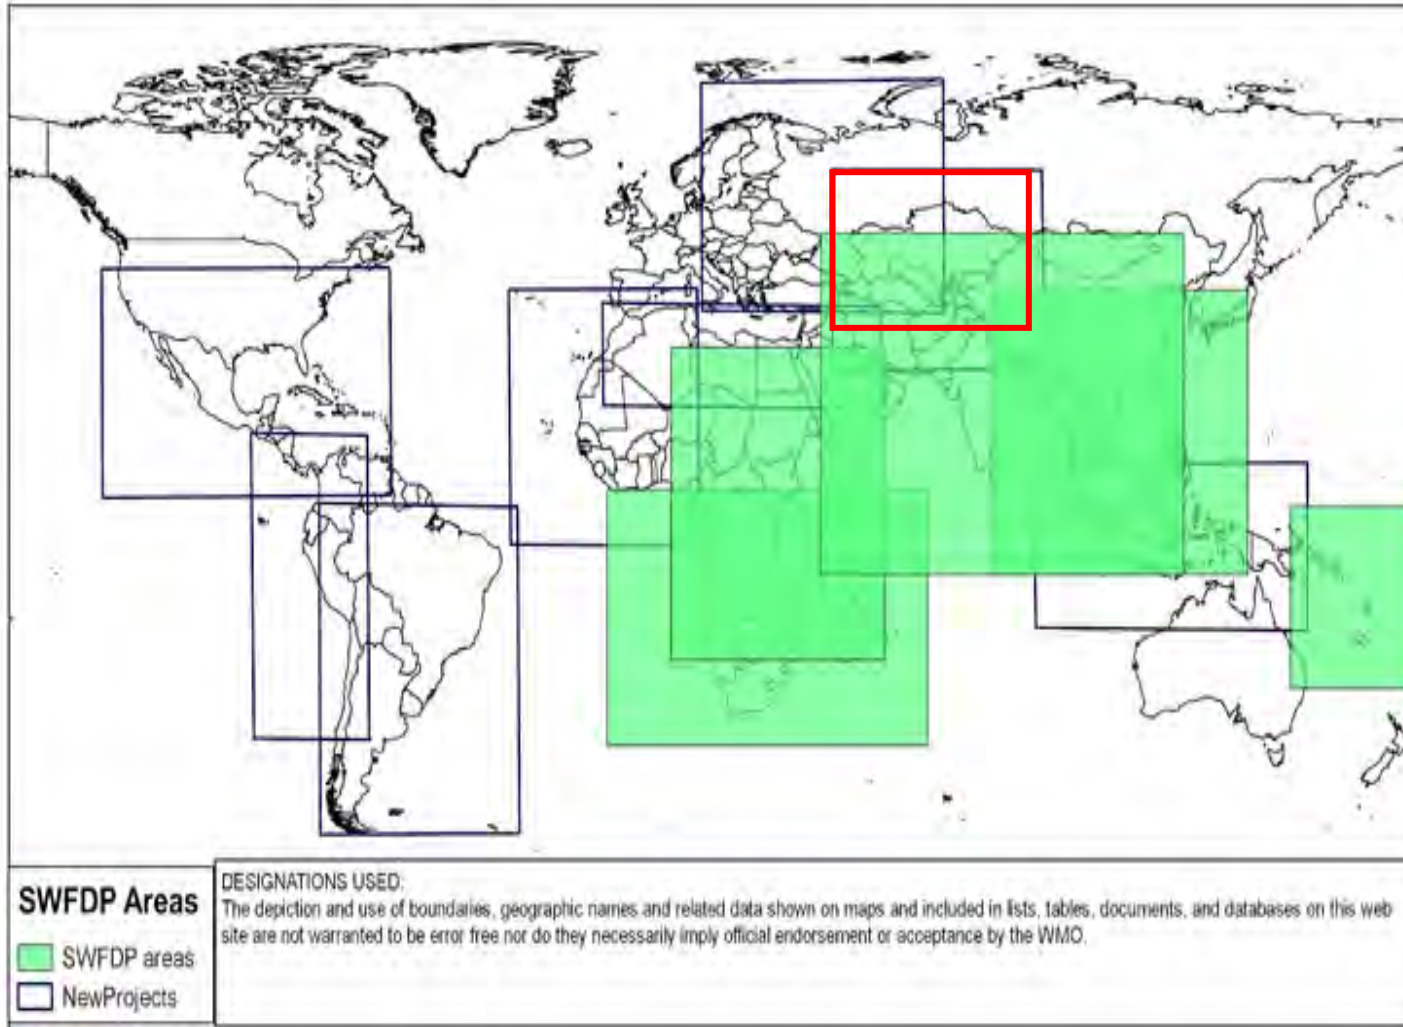 SWFDP Areas
SWFDP areas
NewProjects
DESIGNATIONS USED:
The depiction and use of boundaries, geographic names and related data shown on maps and included in lists, tables, documents, and databases on this web
site are not warranted to be error free nor do they necessarily imply official endorsement or acceptance by the WMO.